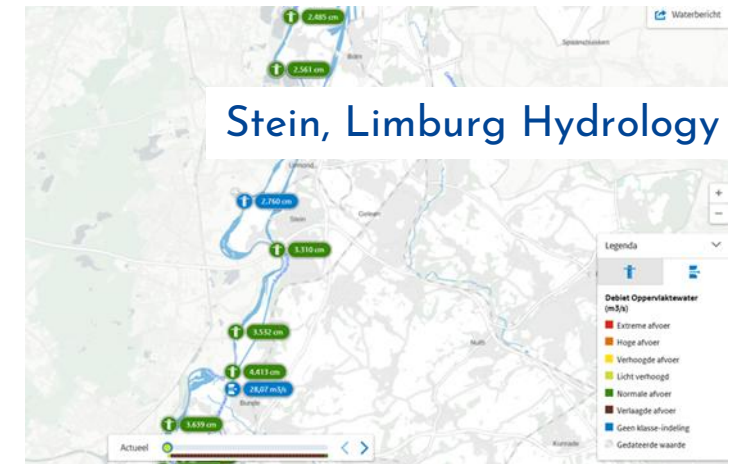 2.485 cm
Waterbericht
Born
2.561 cm
Stein, Limburg Hydrology
2.760 cm
Stein
Geleen
3.310 cm
+
−
Legenda
Debiet Oppervlaktewater
(m3/s)
Extreme afvoer
Hoge afvoer
Verhoogde afvoer
Licht verhoogd
Normale afvoer
Verlaagde afvoer
Geen klasse-indeling
Gedateerde waarde
3.532 cm
Nuth
4.413 cm
28,07 m3/s
Bunde
3.639 cm
Actueel
Kunrade